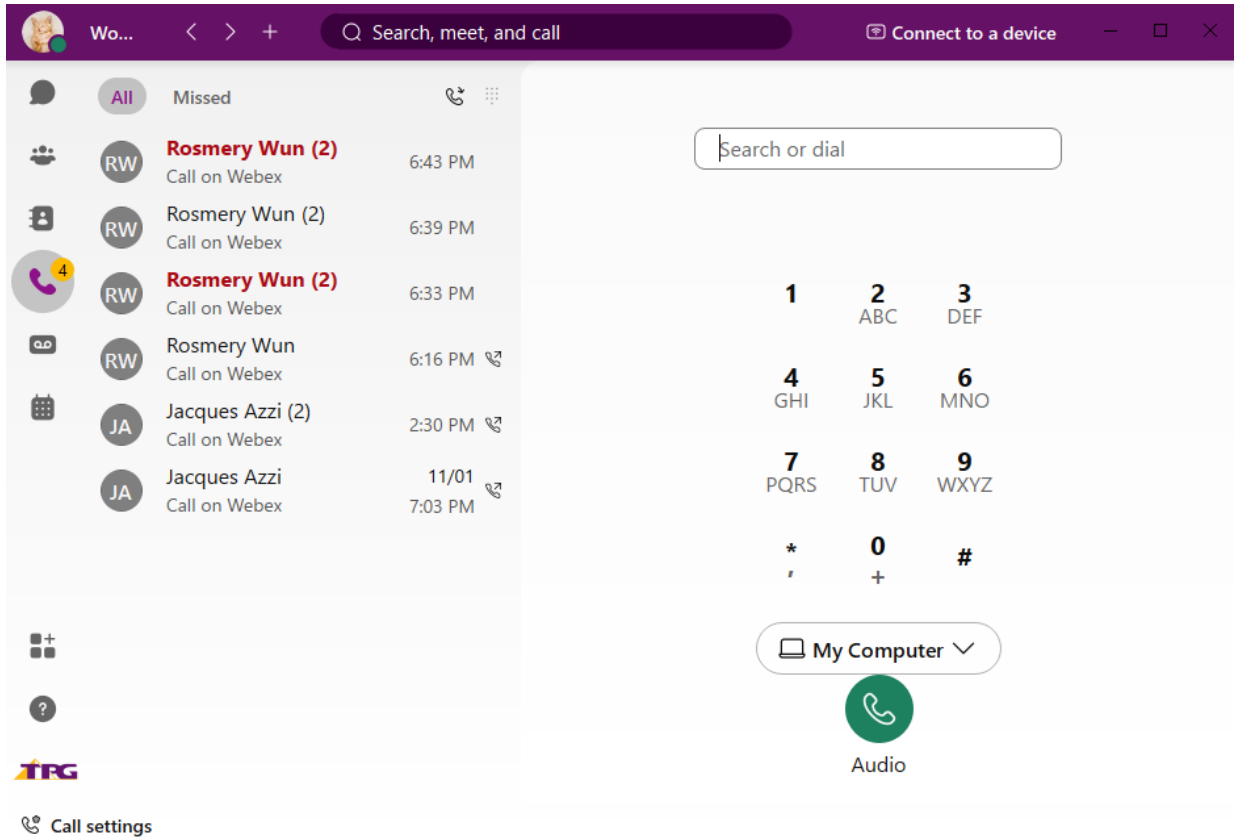 Wo...
Search, meet, and call
Connect to a device
All
Missed
RW
Rosmery Wun (2)
Call on Webex
6:43 PM
RW
Rosmery Wun (2)
Call on Webex
6:39 PM
4
RW
Rosmery Wun (2)
Call on Webex
6:33 PM
RW
Rosmery Wun
Call on Webex
6:16 PM
JA
Jacques Azzi (2)
Call on Webex
2:30 PM
JA
Jacques Azzi
Call on Webex
11/01
7:03 PM
TPG
Call settings
Search or dial
1 2 3
ABC DEF
4 5 6
GHI JKL MNO
7 8 9
PQRS TUV WXYZ
* 0 #
, +
My Computer
Audio